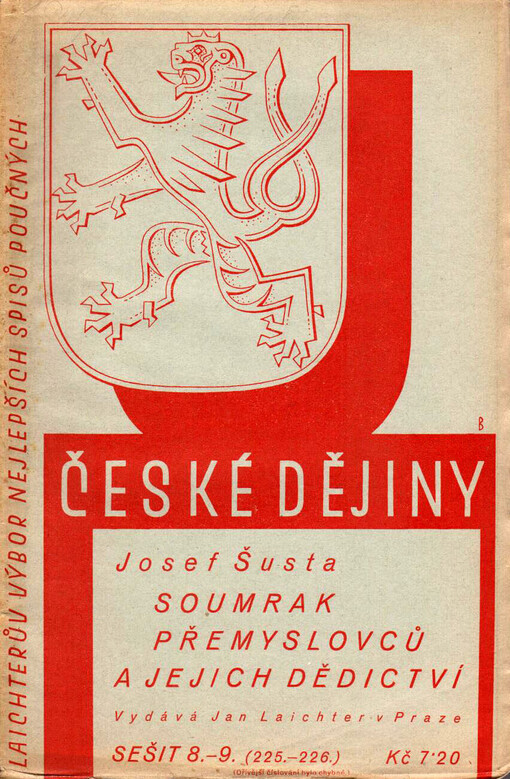 LAICHTERŮV VÝBOR NEJLEPŠÍCH SPISŮ POUČNÝCH
B
ČESKÉ DĚJINY
Josef Šusta
SOUMRAK
PŘEMYSLOVCŮ
A JEJICH DĚDICTVÍ
Vydává Jan Laichter v Praze
SEŠIT 8.–9. (225.–226.) Kč 7·20
(Dřívější číslování bylo chybné.)